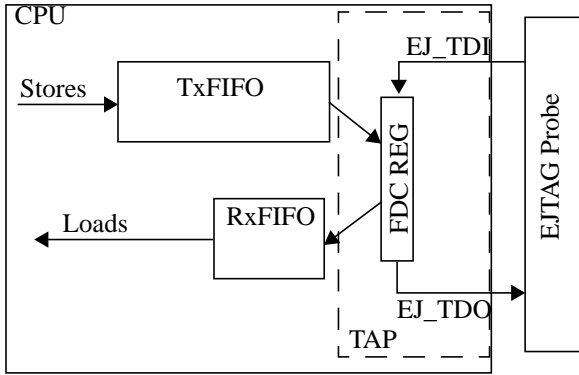 CPU
EJ_TDI
Stores
TxFIFO
FDC REG
EJTAG Probe
RxFIFO
Loads
EJ_TDO
TAP